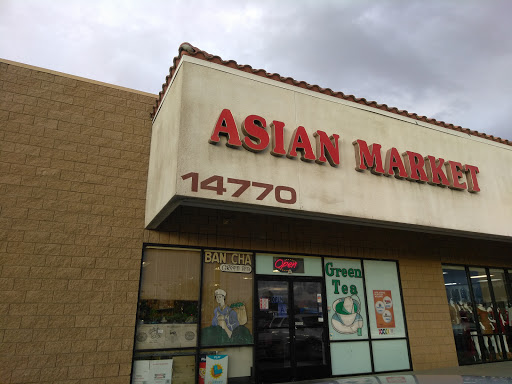 ASIAN MARKET
14770
BAN CHA
Open
Green
Tea